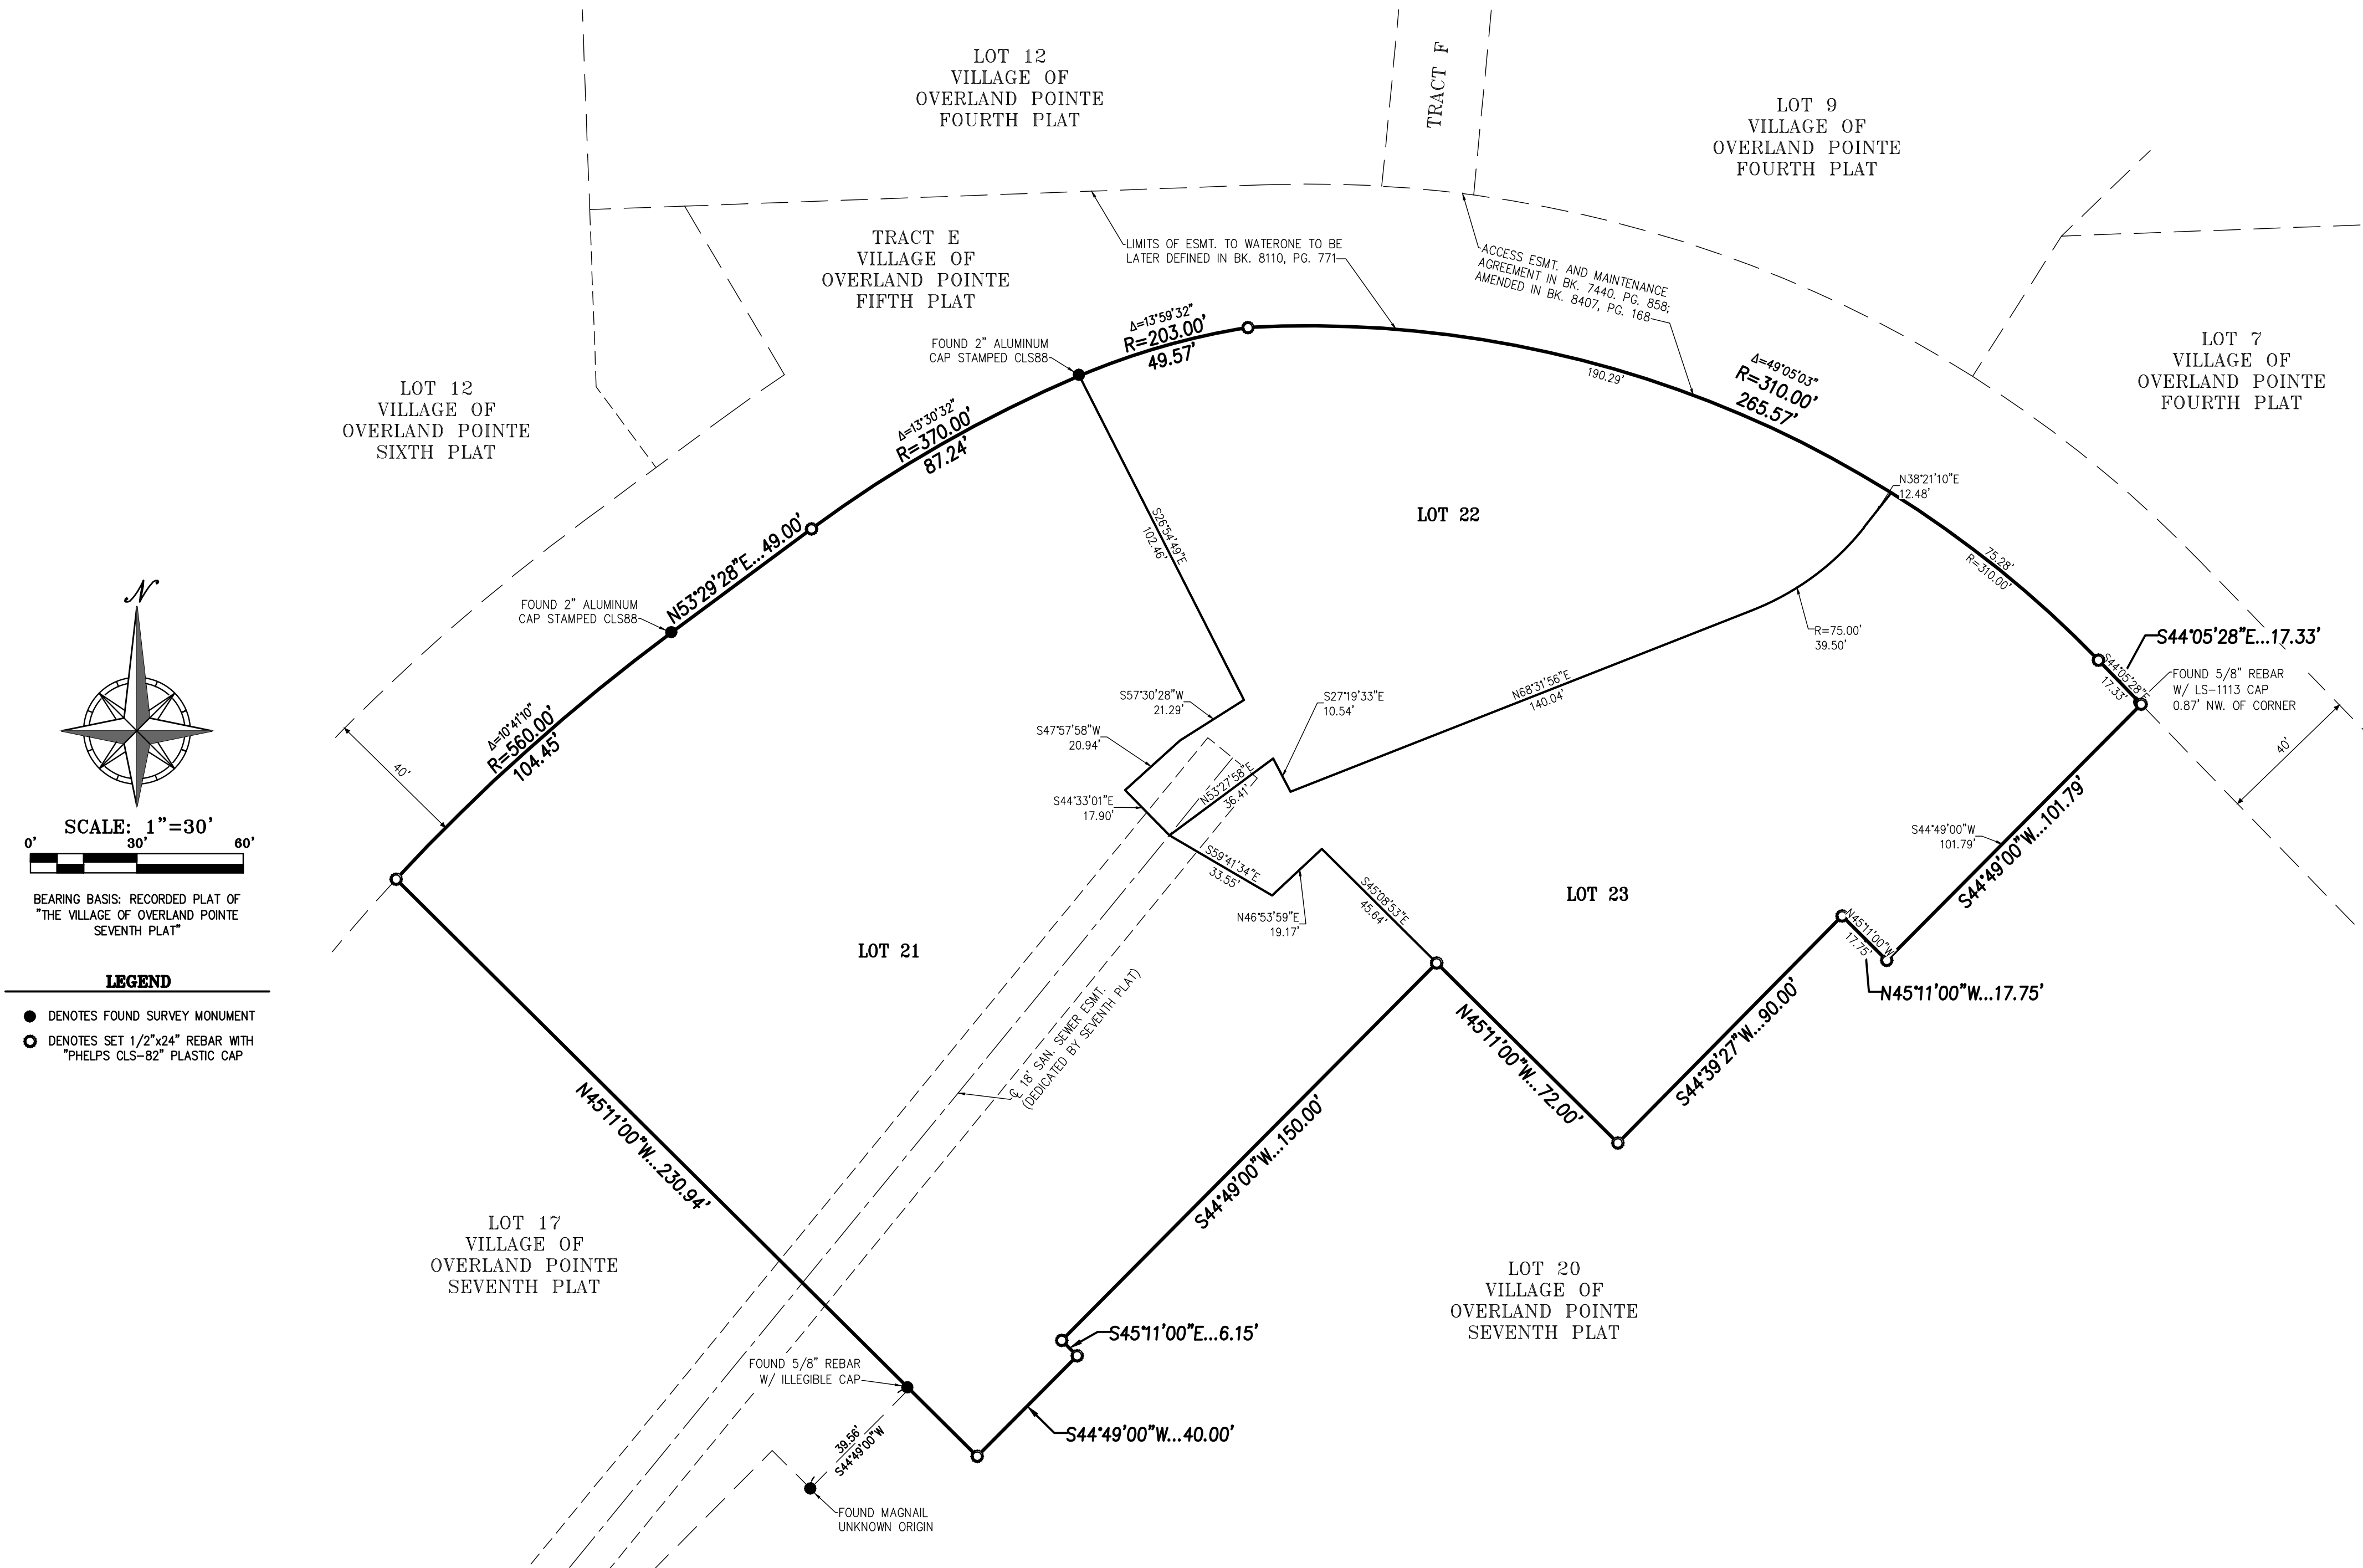 LOT 12
VILLAGE OF
OVERLAND POINTE
FOURTH PLAT
TRACT F
LOT 9
VILLAGE OF
OVERLAND POINTE
FOURTH PLAT
TRACT E
VILLAGE OF
OVERLAND POINTE
FIFTH PLAT
LIMITS OF ESMT. TO WATERONE TO BE
LATER DEFINED IN BK. 8110, PG. 771
ACCESS ESMT. AND MAINTENANCE
AGREEMENT IN BK. 7440. PG. 858;
AMENDED IN BK. 8407, PG. 168
LOT 7
VILLAGE OF
OVERLAND POINTE
FOURTH PLAT
LOT 12
VILLAGE OF
OVERLAND POINTE
SIXTH PLAT
FOUND 2" ALUMINUM
CAP STAMPED CLS88
Δ=13°59'32"
R=203.00'
49.57'
190.29'
Δ=49°05'03"
R=310.00'
265.57'
Δ=13°30'32"
R=370.00'
87.24'
N38°21'10"E
12.48'
LOT 22
S26°54'49"E
102.46'
N53°29'28"E...49.00'
FOUND 2" ALUMINUM
CAP STAMPED CLS88
75.28'
R=310.00'
R=75.00'
39.50'
S44°05'28"E...17.33'
S44°05'28"E
17.33'
FOUND 5/8" REBAR
W/ LS-1113 CAP
0.87' NW. OF CORNER
40'
N
SCALE: 1"=30'
0'
30'
60'
BEARING BASIS: RECORDED PLAT OF
"THE VILLAGE OF OVERLAND POINTE
SEVENTH PLAT"
LEGEND
DENOTES FOUND SURVEY MONUMENT
DENOTES SET 1/2"x24" REBAR WITH
"PHELPS CLS-82" PLASTIC CAP
Δ=10°41'10"
R=560.00'
104.45'
40'
S57°30'28"W
21.29'
S47°57'58"W
20.94'
S44°33'01"E
17.90'
N53°27'58"E
36.41'
S27°19'33"E
10.54'
N68°31'56"E
140.04'
S59°41'34"E
33.55'
N46°53'59"E
19.17'
S45°08'53"E
45.64'
LOT 23
S44°49'00"W
101.79'
S44°49'00"W...101.79'
N45°11'00"W
17.75'
N45°11'00"W...17.75'
LOT 21
S44°39'27"W...90.00'
N45°11'00"W...72.00'
℄ 18' SAN. SEWER ESMT.
(DEDICATED BY SEVENTH PLAT)
N45°11'00"W...230.94'
S44°49'00"W...150.00'
LOT 17
VILLAGE OF
OVERLAND POINTE
SEVENTH PLAT
LOT 20
VILLAGE OF
OVERLAND POINTE
SEVENTH PLAT
S45°11'00"E...6.15'
FOUND 5/8" REBAR
W/ ILLEGIBLE CAP
S44°49'00"W...40.00'
39.56'
S44°49'00"W
FOUND MAGNAIL
UNKNOWN ORIGIN